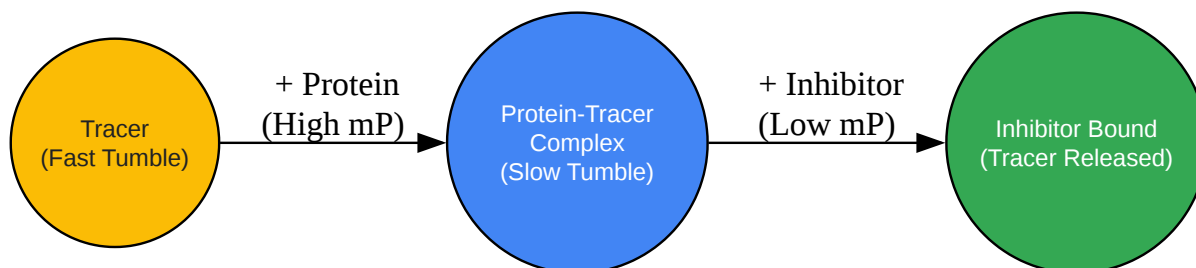 Tracer
(Fast Tumble)
+ Protein
(High mP)
Protein-Tracer
Complex
(Slow Tumble)
+ Inhibitor
(Low mP)
Inhibitor Bound
(Tracer Released)